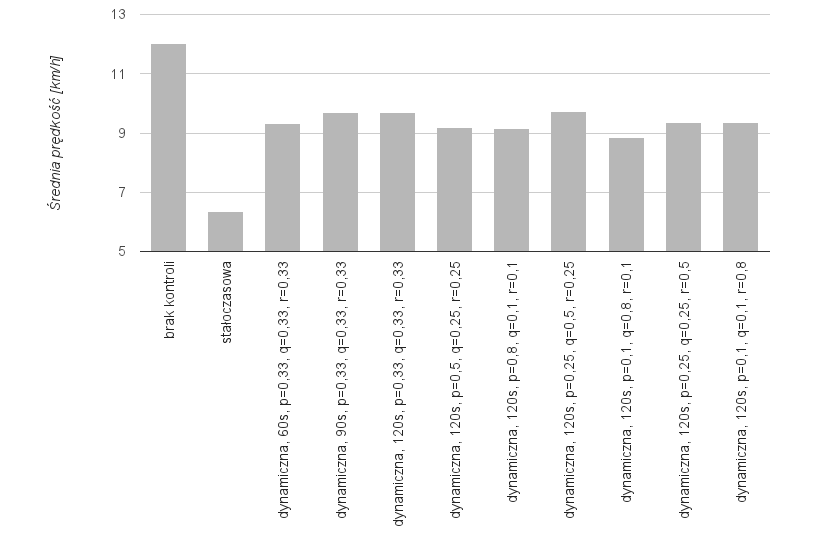 Średnia prędkość [km/h]
13
11
9
7
5
brak kontroli
stałoczasowa
dynamiczna, 60s, p=0,33, q=0,33, r=0,33
dynamiczna, 90s, p=0,33, q=0,33, r=0,33
dynamiczna, 120s, p=0,33, q=0,33, r=0,33
dynamiczna, 120s, p=0,5, q=0,25, r=0,25
dynamiczna, 120s, p=0,8, q=0,1, r=0,1
dynamiczna, 120s, p=0,25, q=0,5, r=0,25
dynamiczna, 120s, p=0,1, q=0,8, r=0,1
dynamiczna, 120s, p=0,25, q=0,25, r=0,5
dynamiczna, 120s, p=0,1, q=0,1, r=0,8